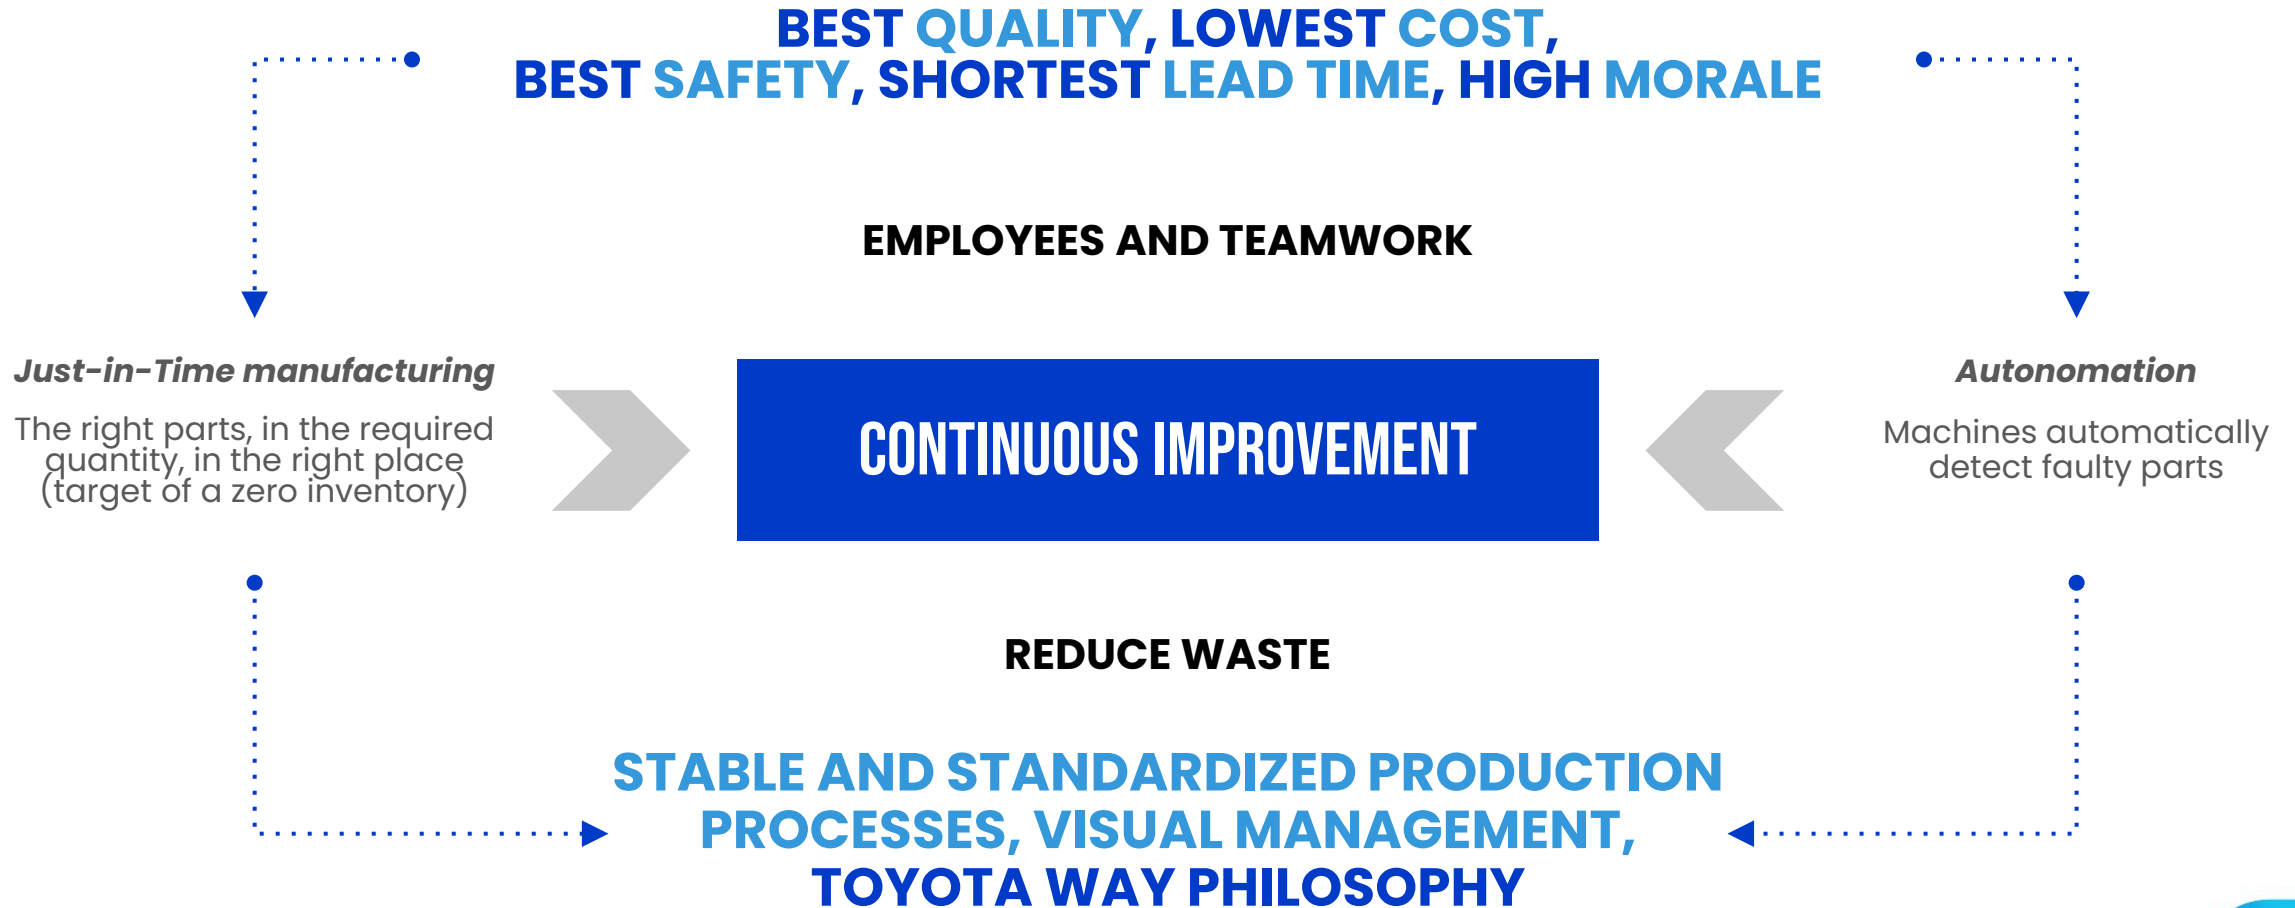 BEST QUALITY, LOWEST COST,
BEST SAFETY, SHORTEST LEAD TIME, HIGH MORALE
EMPLOYEES AND TEAMWORK
Just-in-Time manufacturing
The right parts, in the required
quantity, in the right place
(target of a zero inventory)
CONTINUOUS IMPROVEMENT
Autonomation
Machines automatically
detect faulty parts
REDUCE WASTE
STABLE AND STANDARDIZED PRODUCTION
PROCESSES, VISUAL MANAGEMENT,
TOYOTA WAY PHILOSOPHY